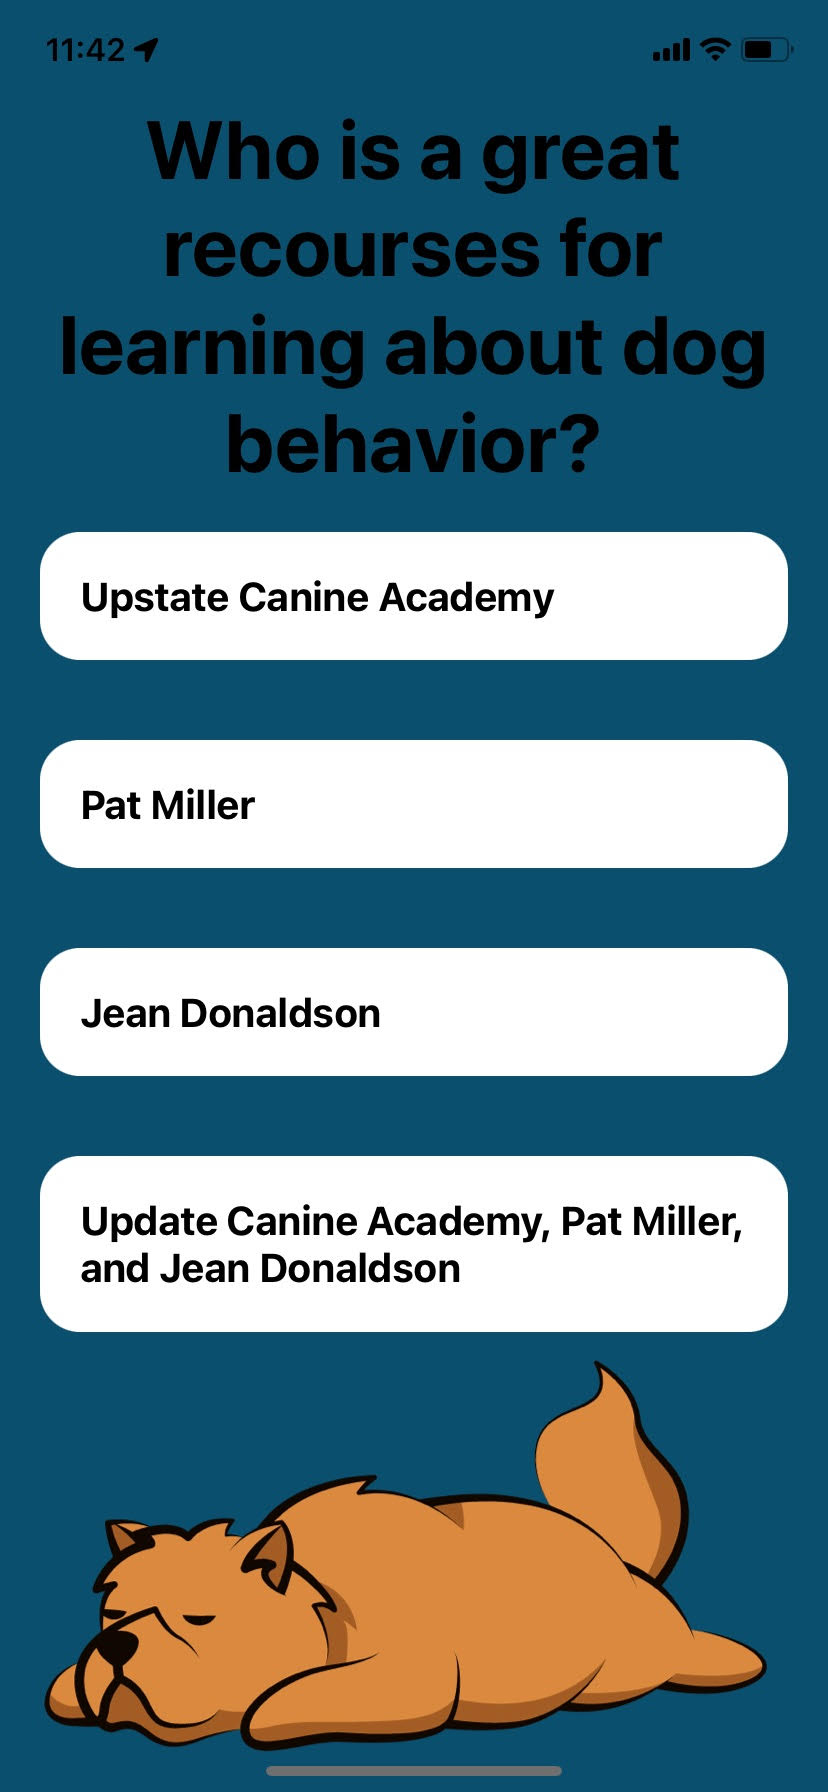 11:42
Who is a great
recourses for
learning about dog
behavior?
Upstate Canine Academy
Pat Miller
Jean Donaldson
Update Canine Academy, Pat Miller,
and Jean Donaldson